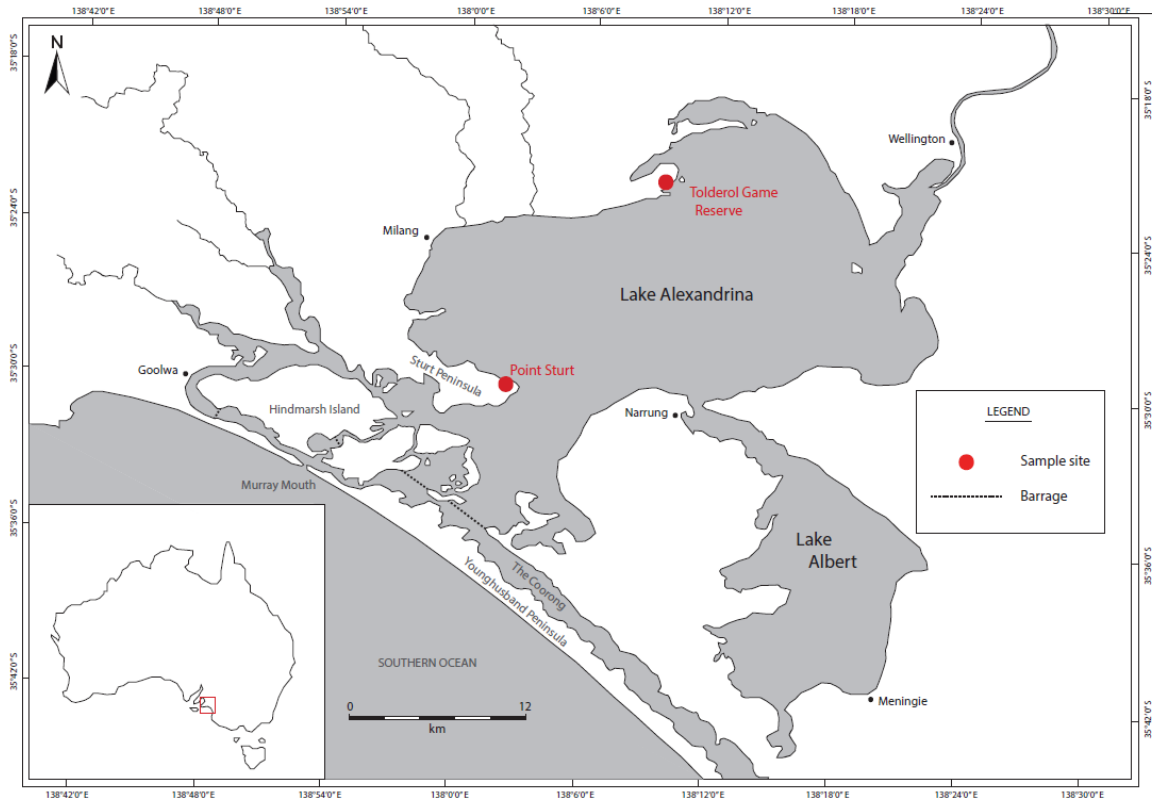 138°42'0"E 138°48'0"E 138°54'0"E 138°0'0"E 138°6'0"E 138°12'0"E 138°18'0"E 138°24'0"E 138°30'0"E
N
35°18'0"S
35°18'0"S
Wellington
Tolderol Game
Reserve
35°24'0"S
Milang
35°24'0"S
Lake Alexandrina
35°30'0"S
Goolwa
Sturt Peninsula
Point Sturt
Hindmarsh Island
Narrung
35°30'0"S
LEGEND
Sample site
Barrage
Murray Mouth
35°36'0"S
Lake
Albert
35°36'0"S
The Coorong
Younghusband Peninsula
SOUTHERN OCEAN
35°42'0"S
Meningie
0 12
km
35°42'0"S
138°42'0"E 138°48'0"E 138°54'0"E 138°0'0"E 138°6'0"E 138°12'0"E 138°18'0"E 138°24'0"E 138°30'0"E